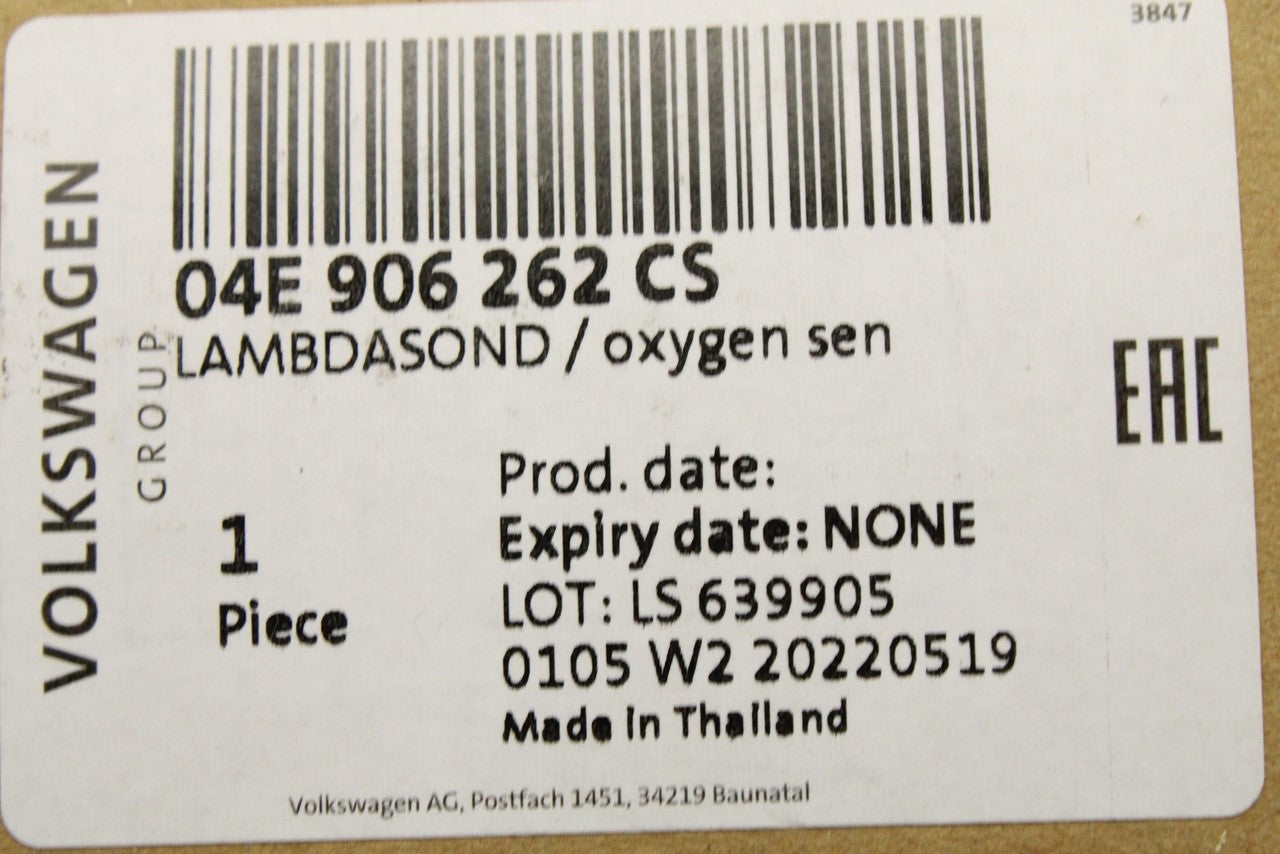 3847
VOLKSWAGEN
GROUP
04E 906 262 CS
LAMBDASOND / oxygen sen
1
Piece
Prod. date:
Expiry date: NONE
LOT: LS 639905
0105 W2 20220519
Made in Thailand
EAC
Volkswagen AG, Postfach 1451, 34219 Baunatal